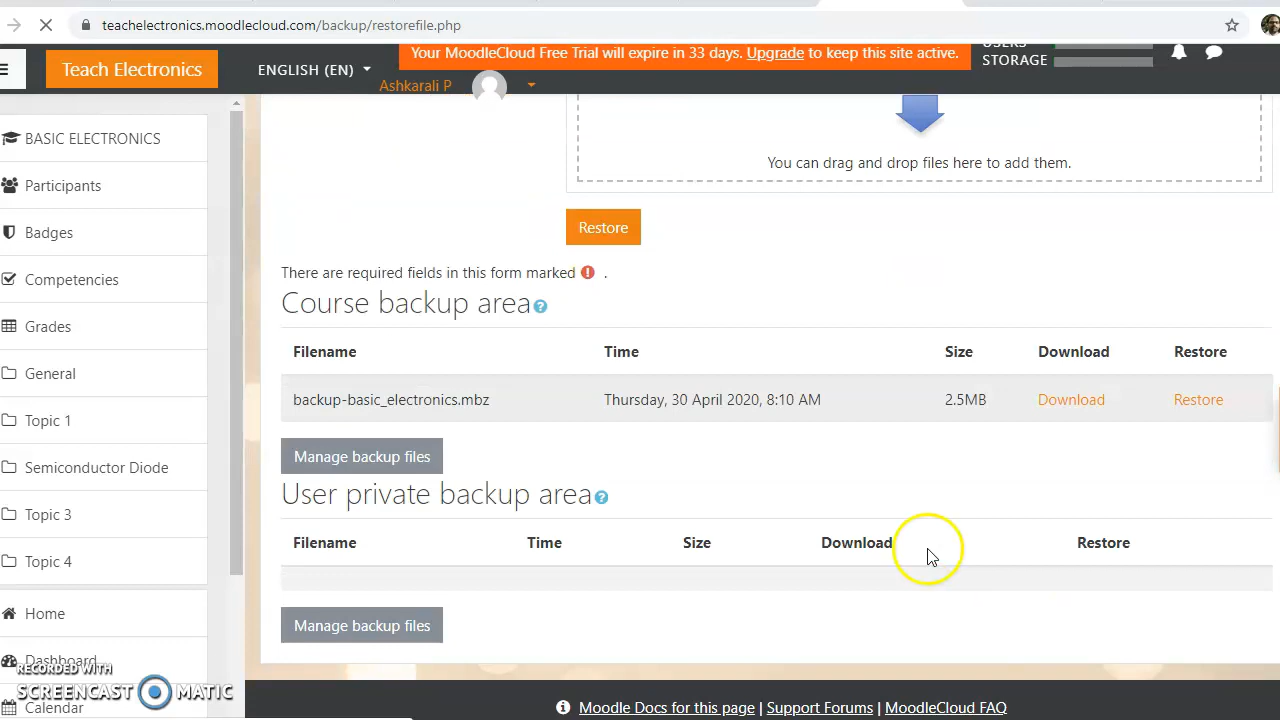 teachelectronics.moodlecloud.com/backup/restorefile.php
Your MoodleCloud Free Trial will expire in 33 days. Upgrade to keep this site active.
USERS
STORAGE
Teach Electronics
ENGLISH (EN)
Ashkarali P
BASIC ELECTRONICS
Participants
Badges
Competencies
Grades
General
Topic 1
Semiconductor Diode
Topic 3
Topic 4
Home
Dashboard
Calendar
You can drag and drop files here to add them.
Restore
There are required fields in this form marked .
Course backup area
Filename Time Size Download Restore
backup-basic_electronics.mbz Thursday, 30 April 2020, 8:10 AM 2.5MB Download Restore
Manage backup files
User private backup area
Filename Time Size Download Restore
Manage backup files
RECORDED WITH
SCREENCAST MATIC
Moodle Docs for this page | Support Forums | MoodleCloud FAQ